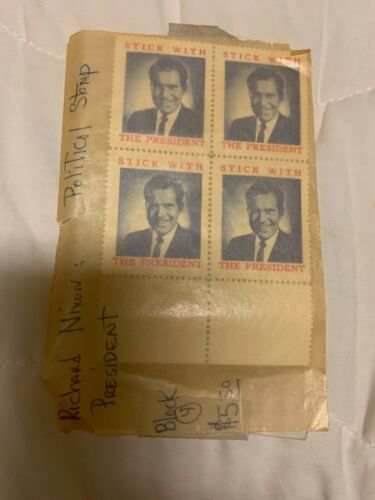 STICK WITH
THE PRESIDENT
STICK WITH
THE PRESIDENT
STICK WITH
THE PRESIDENT
STICK WITH
THE PRESIDENT
Richard Nixon: Political Stamp
PRESIDENT
Block
(4)
$5.50